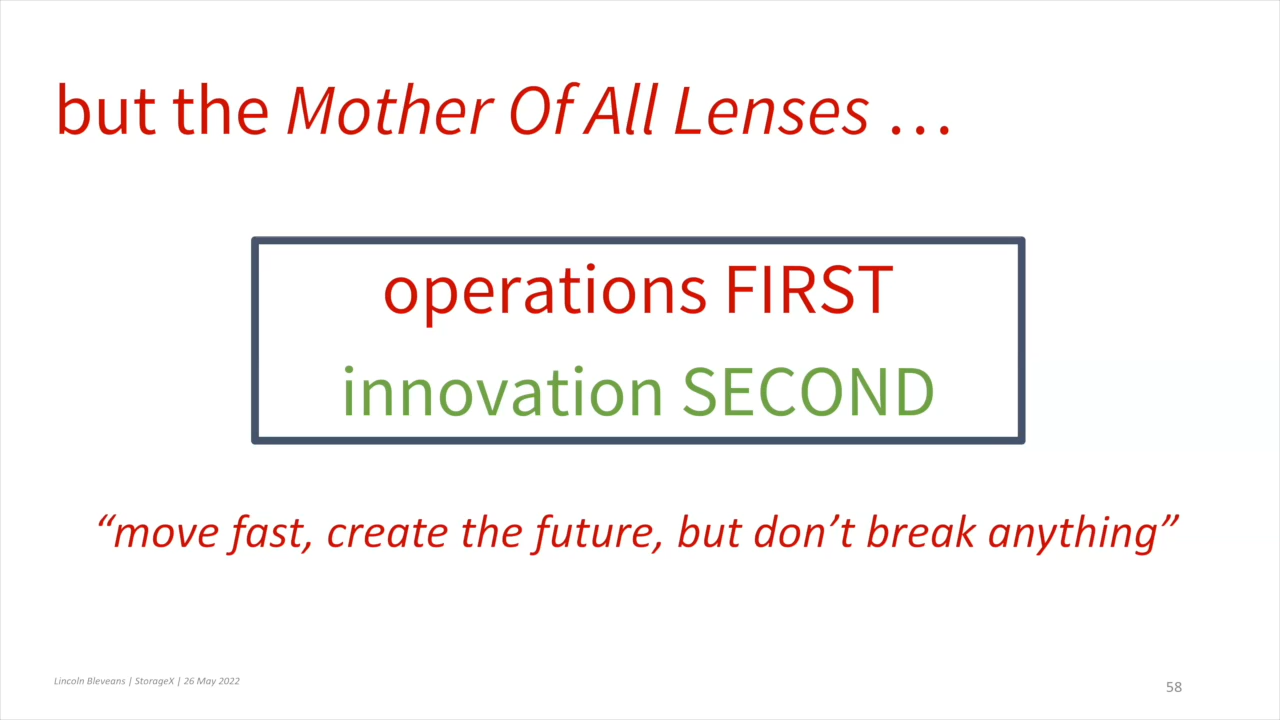 but the Mother Of All Lenses …
operations FIRST
innovation SECOND
“move fast, create the future, but don’t break anything”
Lincoln Bleveans | StorageX | 26 May 2022
58